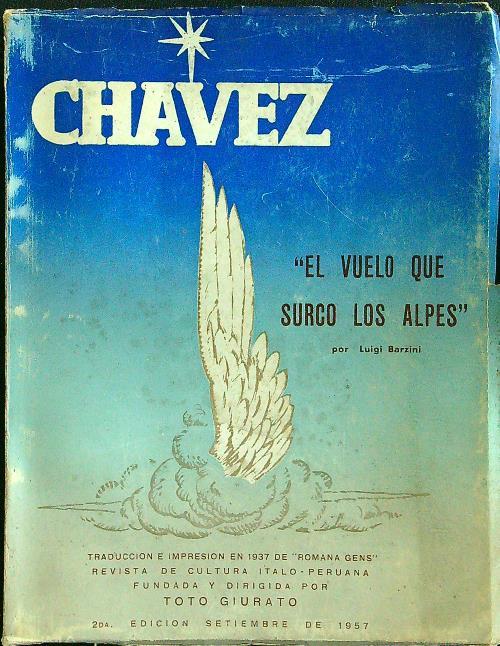 CHAVEZ
"EL VUELO QUE
SURCO LOS ALPES"
por Luigi Barzini
TRADUCCION E IMPRESION EN 1937 DE "ROMANA GENS"
REVISTA DE CULTURA ITALO-PERUANA
FUNDADA Y DIRIGIDA POR
TOTO GIURATO
2DA. EDICION SETIEMBRE DE 1957